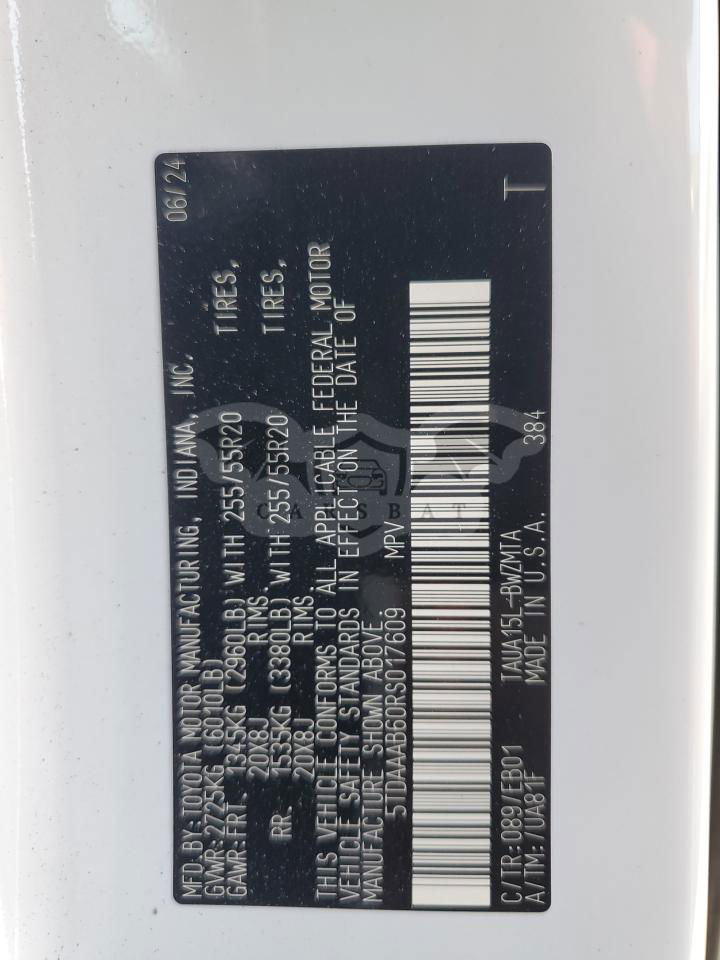 MFD.BY:TOYOTA MOTOR MANUFACTURING, INDIANA, INC. 06/24
GVWR:2725KG (6010LB)
GAWR:FRT. 1345KG (2960LB) WITH 255/55R20 TIRES,
20X8J RIMS.
RR. 1535KG (3380LB) WITH 255/55R20 TIRES,
20X8J RIMS.
THIS VEHICLE CONFORMS TO ALL APPLICABLE FEDERAL MOTOR
VEHICLE SAFETY STANDARDS IN EFFECT ON THE DATE OF
MANUFACTURE SHOWN ABOVE.
5TDAAAB60RS017609 MPV
C/TR:089/EB01 TAUA15L-BWZMTA T
A/TM:/UA81F MADE IN U.S.A. 384
CARSBAT